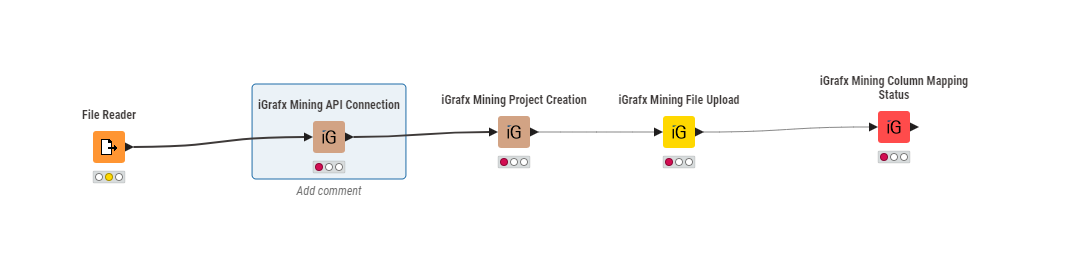 iGrafx Mining Column Mapping
Status
iGrafx Mining API Connection
iGrafx Mining Project Creation
iGrafx Mining File Upload
File Reader
iG
iG
iG
iG
Add comment